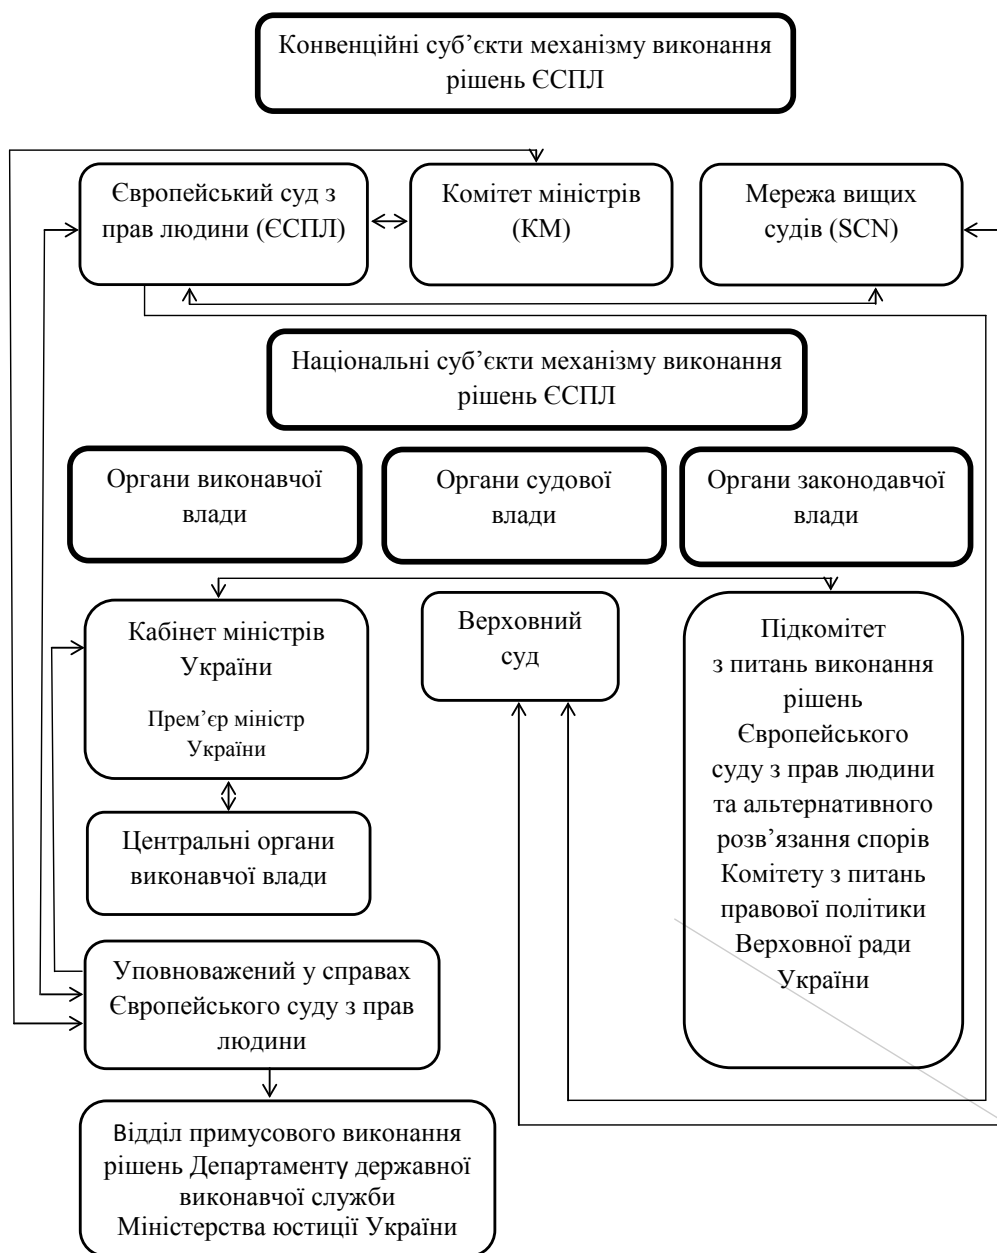 Конвенційні суб’єкти механізму виконання
рішень ЄСПЛ
Європейський суд з
прав людини (ЄСПЛ)
Комітет міністрів
(КМ)
Мережа вищих
судів (SCN)
Національні суб’єкти механізму виконання
рішень ЄСПЛ
Органи виконавчої
влади
Органи судової
влади
Органи законодавчої
влади
Кабінет міністрів
України
Прем’єр міністр
України
Верховний
суд
Підкомітет
з питань виконання
рішень
Європейського
суду з прав людини
та альтернативного
розв’язання спорів
Комітету з питань
правової політики
Верховної ради
України
Центральні органи
виконавчої влади
Уповноважений у справах
Європейського суду з прав
людини
Відділ примусового виконання
рішень Департаменту державної
виконавчої служби
Міністерства юстиції України